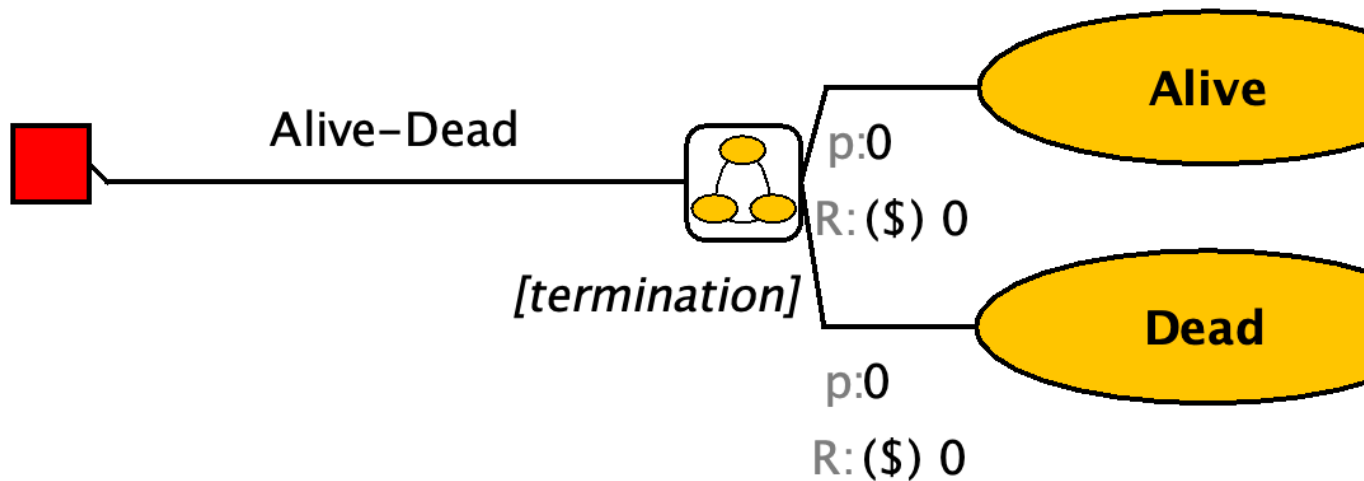 Alive
Alive-Dead
p:0
R: ($) 0
[termination]
Dead
p:0
R: ($) 0